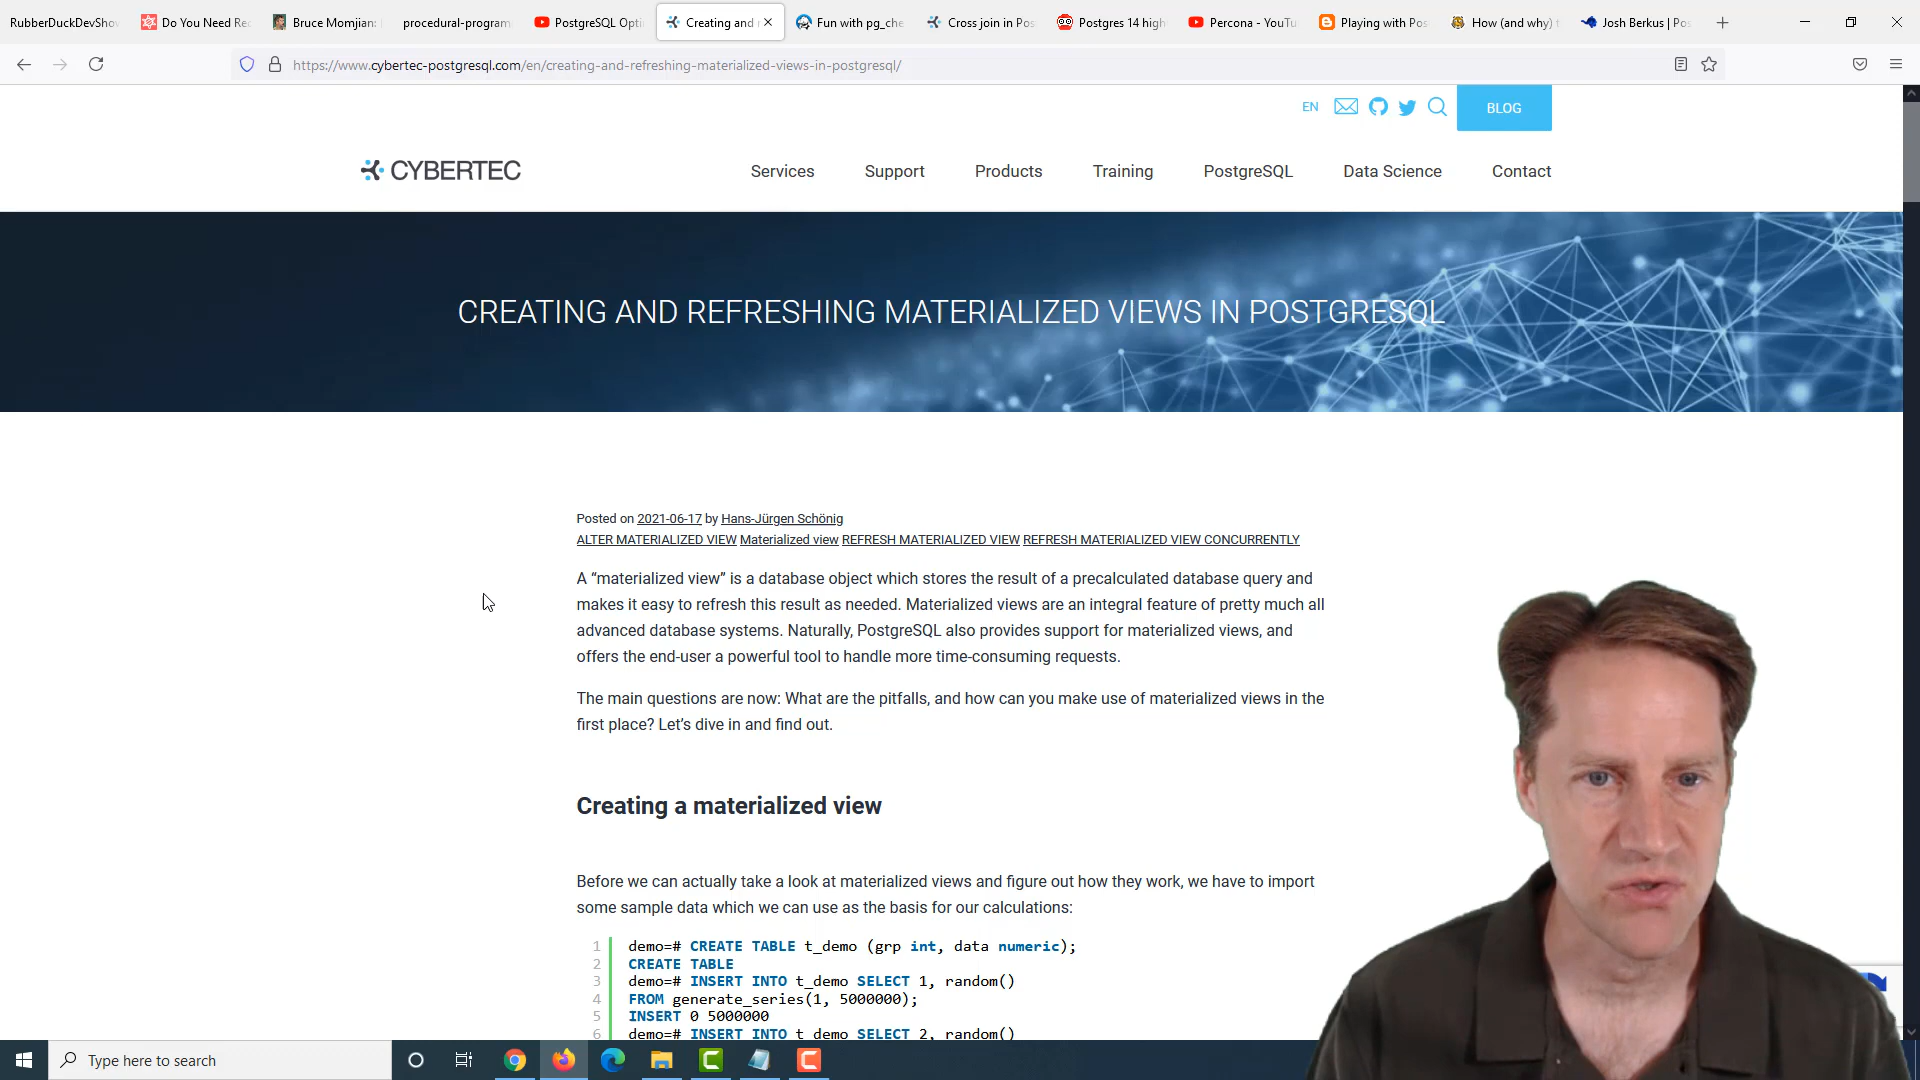 RubberDuckDevShow
Do You Need Re
Bruce Momjian:
procedural-program
PostgreSQL Opti
Creating and r
Fun with pg_che
Cross join in Pos
Postgres 14 high
Percona - YouTu
Playing with Pos
How (and why) t
Josh Berkus | Pos
https://www.cybertec-postgresql.com/en/creating-and-refreshing-materialized-views-in-postgresql/
EN
BLOG
CYBERTEC
Services Support Products Training PostgreSQL Data Science Contact
CREATING AND REFRESHING MATERIALIZED VIEWS IN POSTGRESQL
Posted on 2021-06-17 by Hans-Jürgen Schönig
ALTER MATERIALIZED VIEW Materialized view REFRESH MATERIALIZED VIEW REFRESH MATERIALIZED VIEW CONCURRENTLY
A “materialized view” is a database object which stores the result of a precalculated database query and
makes it easy to refresh this result as needed. Materialized views are an integral feature of pretty much all
advanced database systems. Naturally, PostgreSQL also provides support for materialized views, and
offers the end-user a powerful tool to handle more time-consuming requests.
The main questions are now: What are the pitfalls, and how can you make use of materialized views in the
first place? Let’s dive in and find out.
Creating a materialized view
Before we can actually take a look at materialized views and figure out how they work, we have to import
some sample data which we can use as the basis for our calculations:
1 demo=# CREATE TABLE t_demo (grp int, data numeric);
2 CREATE TABLE
3 demo=# INSERT INTO t_demo SELECT 1, random()
4 FROM generate_series(1, 5000000);
5 INSERT 0 5000000
6 demo=# INSERT INTO t_demo SELECT 2, random()
Type here to search